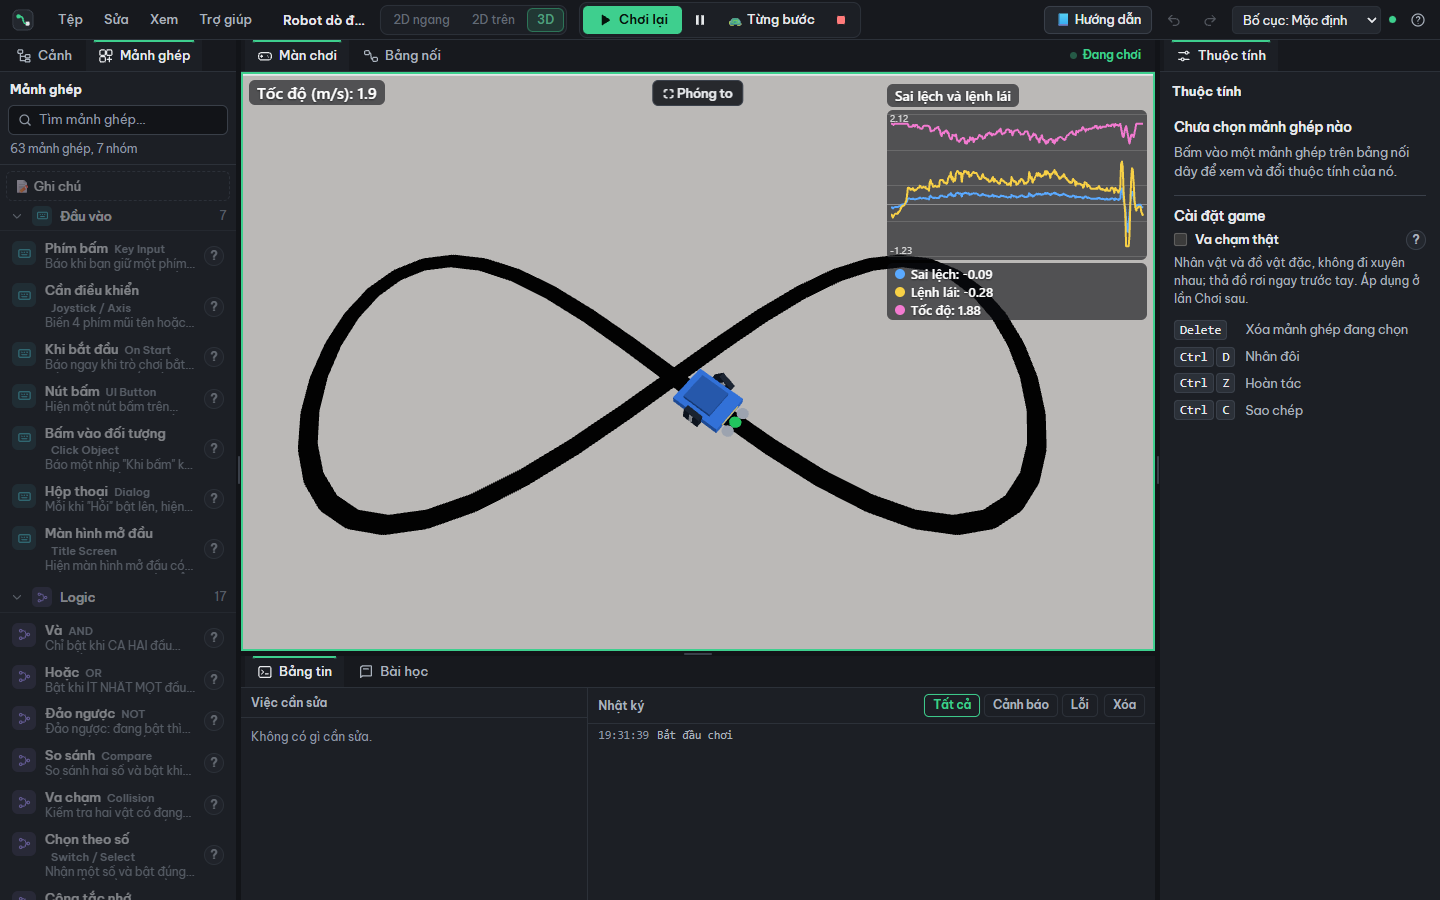 Tệp Sửa Xem Trợ giúp Robot dò đ... 2D ngang 2D trên 3D Chơi lại Từng bước Hướng dẫn Bố cục: Mặc định
Cảnh Mảnh ghép
Mảnh ghép
Tìm mảnh ghép...
63 mảnh ghép, 7 nhóm
Ghi chú
Đầu vào 7
Phím bấm Key Input
Báo khi bạn giữ một phím...
Cần điều khiển
Joystick / Axis
Biến 4 phím mũi tên hoặc...
Khi bắt đầu On Start
Báo ngay khi trò chơi bắt...
Nút bấm UI Button
Hiện một nút bấm trên...
Bấm vào đối tượng
Click Object
Báo một nhịp "Khi bấm" k...
Hộp thoại Dialog
Mỗi khi "Hỏi" bật lên, hiện...
Màn hình mở đầu
Title Screen
Hiện màn hình mở đầu có...
Logic 17
Và AND
Chỉ bật khi CẢ HAI đầu...
Hoặc OR
Bật khi ÍT NHẤT MỘT đầu...
Đảo ngược NOT
Đảo ngược: đang bật thì...
So sánh Compare
So sánh hai số và bật khi...
Va chạm Collision
Kiểm tra hai vật có đang...
Chọn theo số
Switch / Select
Nhận một số và bật đúng...
Công tắc nhớ
Màn chơi Bảng nối Đang chơi
Tốc độ (m/s): 1.9
Phóng to
Sai lệch và lệnh lái
2.12
-1.23
Sai lệch: -0.09
Lệnh lái: -0.28
Tốc độ: 1.88
Bảng tin Bài học
Việc cần sửa
Không có gì cần sửa.
Nhật ký Tất cả Cảnh báo Lỗi Xóa
19:31:39 Bắt đầu chơi
Thuộc tính
Thuộc tính
Chưa chọn mảnh ghép nào
Bấm vào một mảnh ghép trên bảng nối
dây để xem và đổi thuộc tính của nó.
Cài đặt game
Va chạm thật ?
Nhân vật và đồ vật đặc, không đi xuyên
nhau; thả đồ rơi ngay trước tay. Áp dụng ở
lần Chơi sau.
Delete Xóa mảnh ghép đang chọn
Ctrl D Nhân đôi
Ctrl Z Hoàn tác
Ctrl C Sao chép